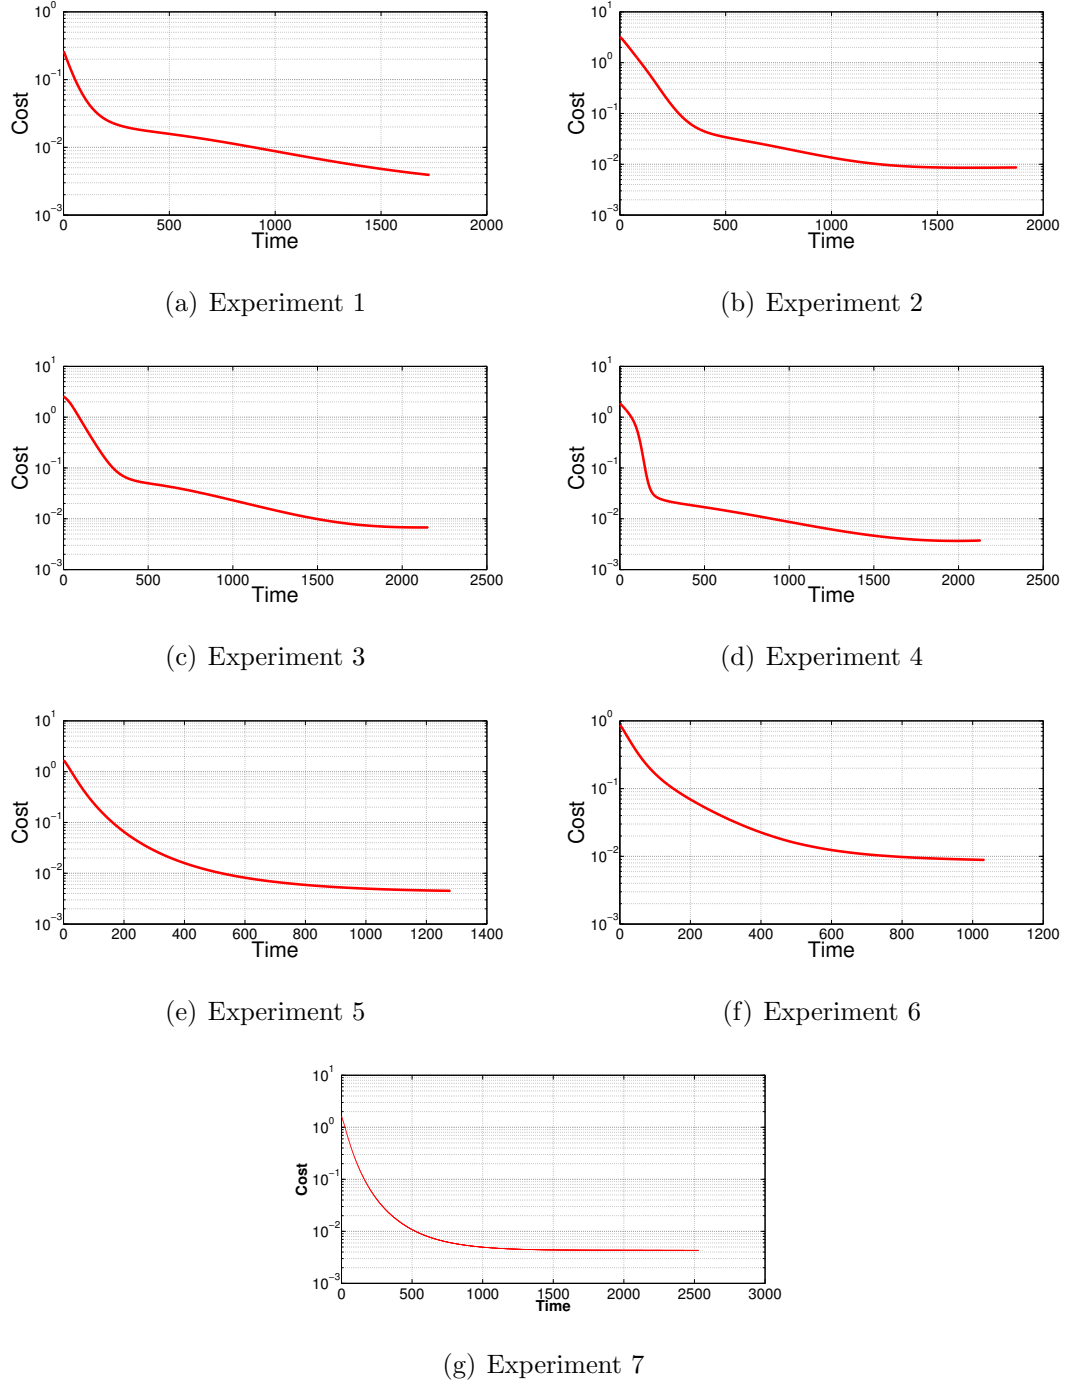 10^0
10^−1
10^−2
10^−3
Cost
0 500 1000 1500 2000
Time
(a) Experiment 1
10^1
10^0
10^−1
10^−2
10^−3
Cost
0 500 1000 1500 2000
Time
(b) Experiment 2
10^1
10^0
10^−1
10^−2
10^−3
Cost
0 500 1000 1500 2000 2500
Time
(c) Experiment 3
10^1
10^0
10^−1
10^−2
10^−3
Cost
0 500 1000 1500 2000 2500
Time
(d) Experiment 4
10^1
10^0
10^−1
10^−2
10^−3
Cost
0 200 400 600 800 1000 1200 1400
Time
(e) Experiment 5
10^0
10^−1
10^−2
10^−3
Cost
0 200 400 600 800 1000 1200
Time
(f) Experiment 6
10^1
10^0
10^−1
10^−2
10^−3
Cost
0 500 1000 1500 2000 2500 3000
Time
(g) Experiment 7